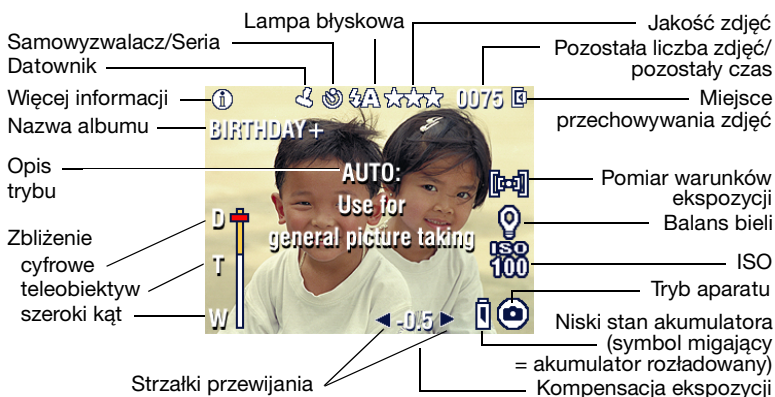 Lampa błyskowa
Jakość zdjęć
Samowyzwalacz/Seria
Pozostała liczba zdjęć/
pozostały czas
Datownik
Więcej informacji
Miejsce
przechowywania zdjęć
0075
Nazwa albumu
BIRTHDAY+
Opis
trybu
AUTO:
Use for
general picture taking
Pomiar warunków
ekspozycji
Balans bieli
Zbliżenie
cyfrowe
teleobiektyw
szeroki kąt
D
T
W
ISO
100
ISO
Tryb aparatu
-0.5
Niski stan akumulatora
(symbol migający
= akumulator rozładowany)
Strzałki przewijania
Kompensacja ekspozycji